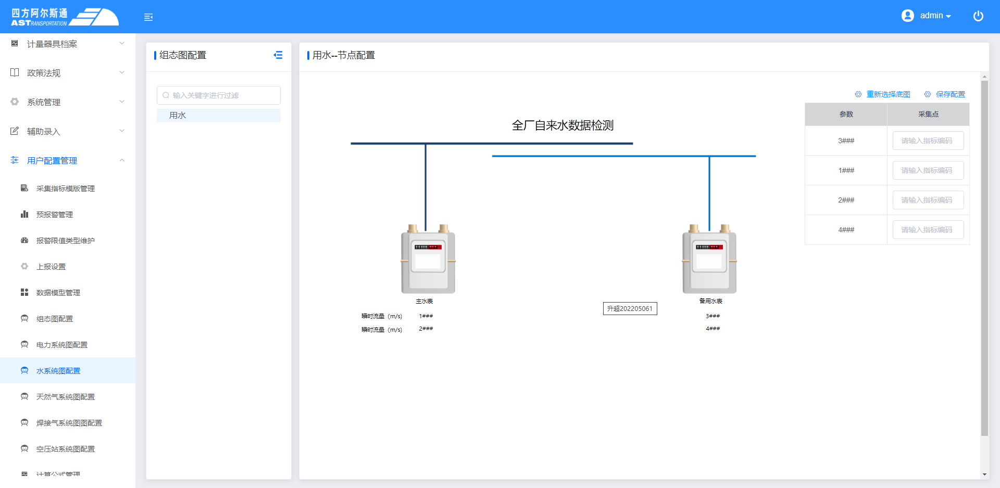 四方阿尔斯通
ASTRANSPORTATION
admin
计量器具档案
政策法规
系统管理
辅助录入
用户配置管理
采集指标模版管理
预报警管理
报警限值类型维护
上报设置
数据模型管理
组态图配置
电力系统图配置
水系统图配置
天然气系统图配置
焊接气系统图图配置
空压站系统图配置
计算公式管理
组态图配置
输入关键字进行过滤
用水
用水--节点配置
重新选择底图 保存配置
全厂自来水数据检测
主水表
瞬时流量（m/s） 1###
瞬时流量（m/s） 2###
升超202205061
备用水表
3###
4###
参数 采集点
3### 请输入指标编码
1### 请输入指标编码
2### 请输入指标编码
4### 请输入指标编码